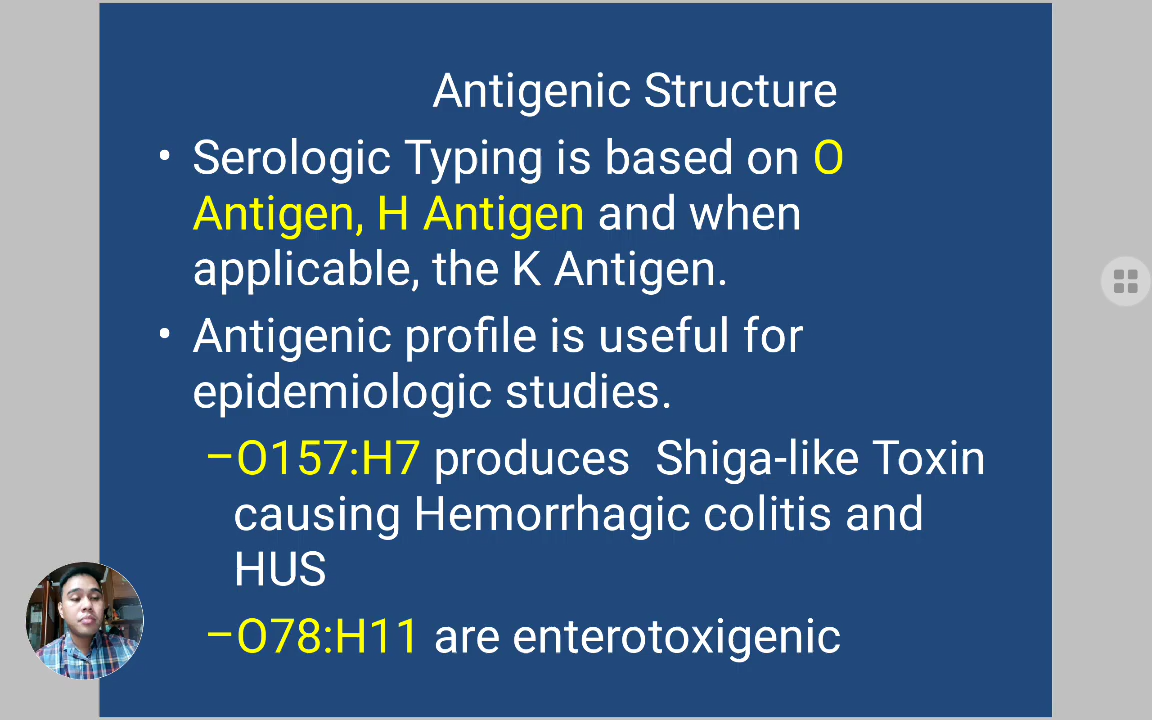 Antigenic Structure
• Serologic Typing is based on O
Antigen, H Antigen and when
applicable, the K Antigen.
• Antigenic profile is useful for
epidemiologic studies.
–O157:H7 produces  Shiga-like Toxin
causing Hemorrhagic colitis and
HUS
–O78:H11 are enterotoxigenic